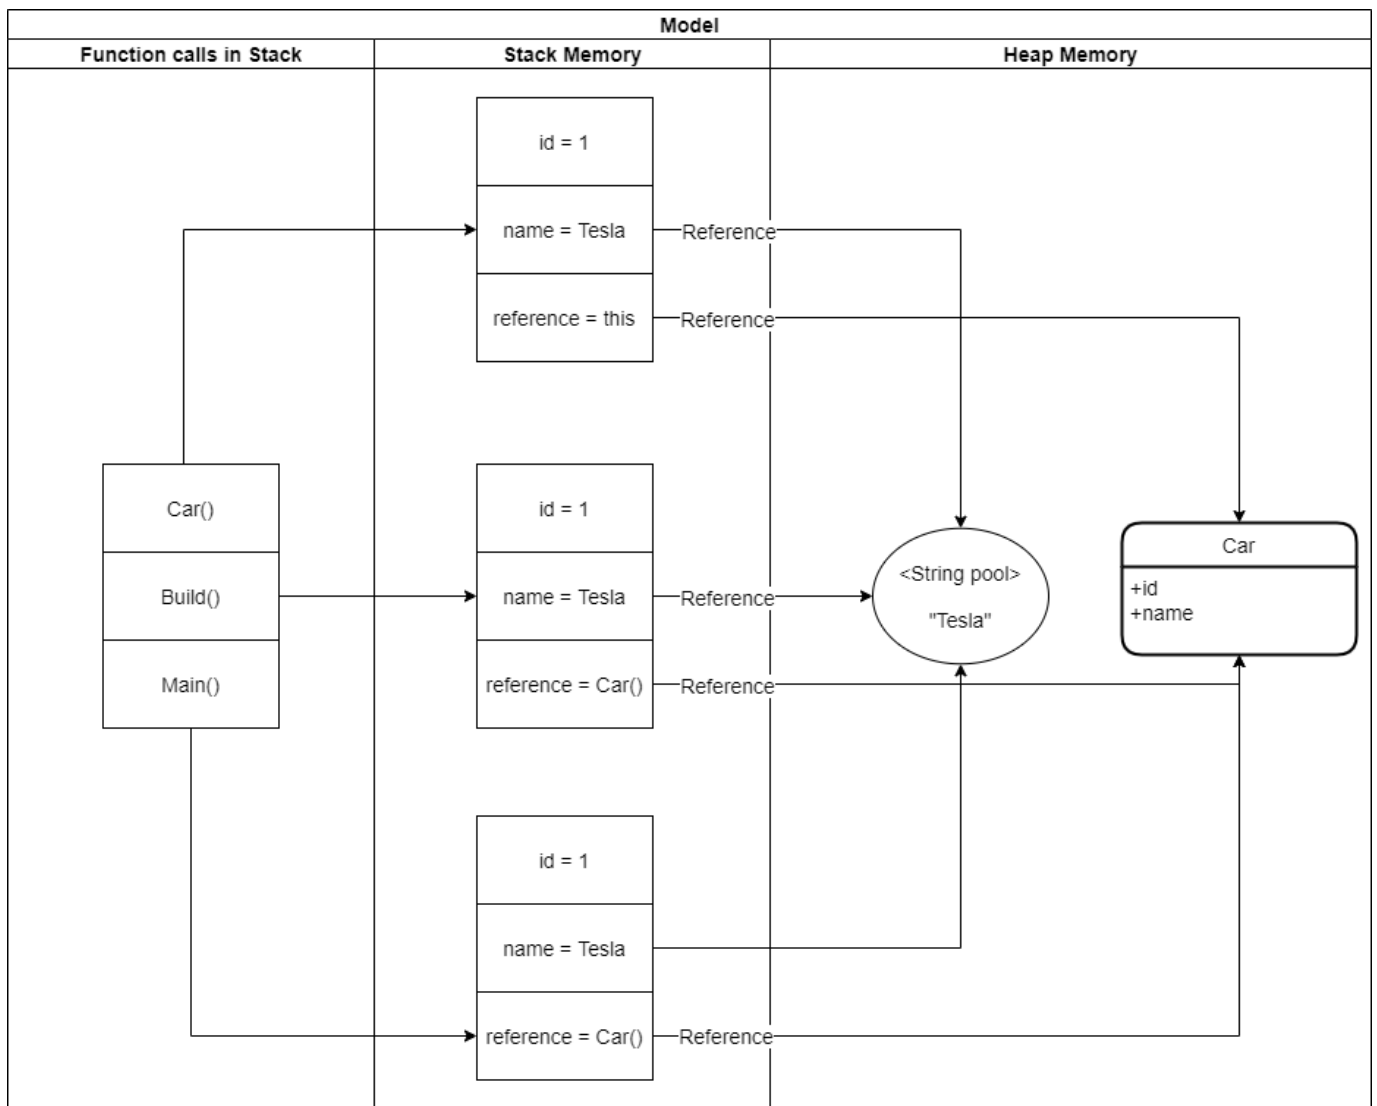 Model
Function calls in Stack
Stack Memory
Heap Memory
id = 1
name = Tesla
Reference
reference = this
Reference
Car()
Build()
Main()
id = 1
name = Tesla
Reference
reference = Car()
Reference
<String pool>
"Tesla"
Car
+id
+name
id = 1
name = Tesla
reference = Car()
Reference